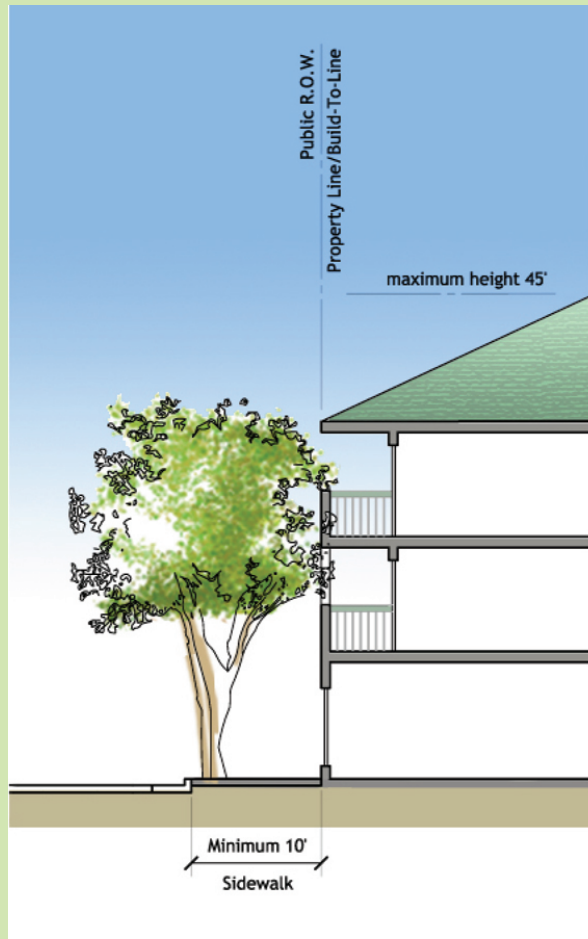 Public R.O.W.
Property Line/Build-To-Line
maximum height 45'
Minimum 10'
Sidewalk